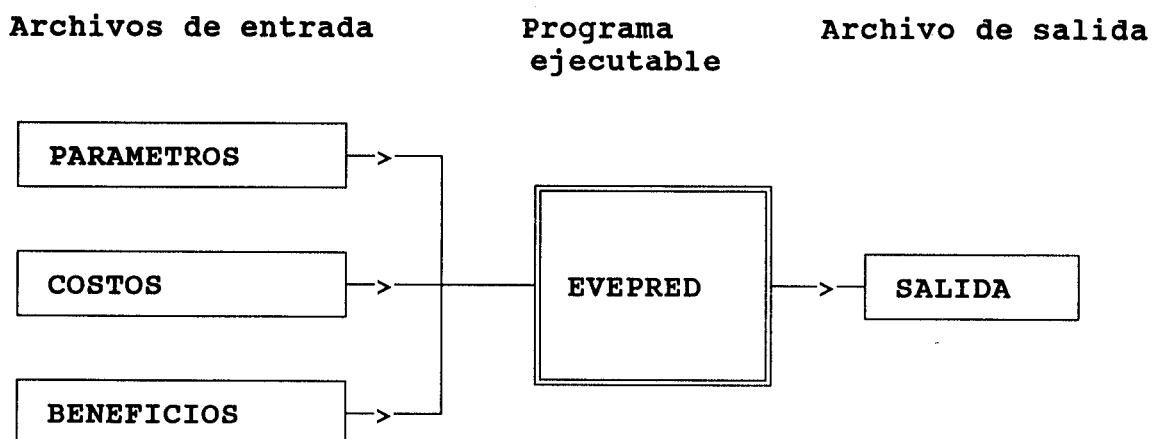 Archivos de entrada
Programa
ejecutable
Archivo de salida
PARAMETROS
COSTOS
EVEPRED
SALIDA
BENEFICIOS